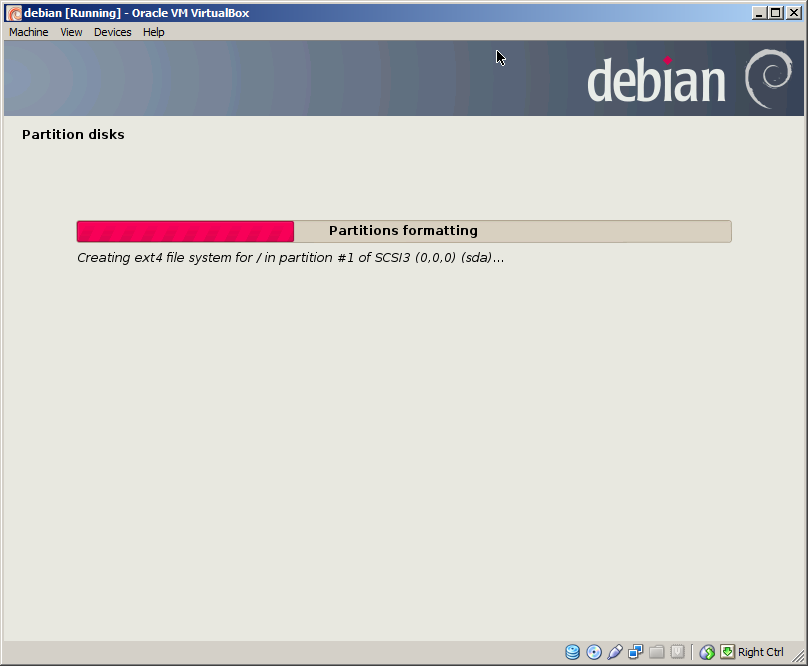 debian [Running] - Oracle VM VirtualBox
Machine View Devices Help
debian
Partition disks
Partitions formatting
Creating ext4 file system for / in partition #1 of SCSI3 (0,0,0) (sda)...
Right Ctrl